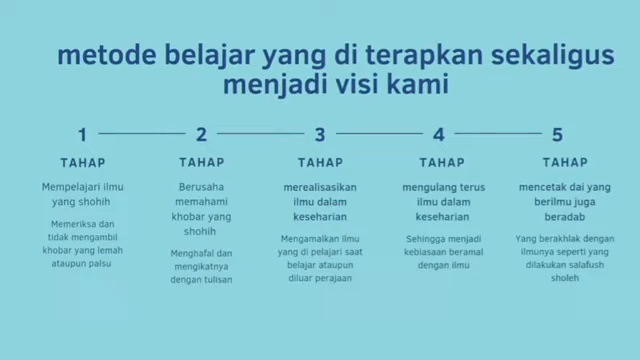 metode belajar yang di terapkan sekaligus
menjadi visi kami
1
TAHAP
Mempelajari ilmu
yang shohih
Memeriksa dan
tidak mengambil
khobar yang lemah
ataupun palsu
2
TAHAP
Berusaha
memahami
khobar yang
shohih
Menghafal dan
mengikatnya
dengan tulisan
3
TAHAP
merealisasikan
ilmu dalam
keseharian
Mengamalkan ilmu
yang di pelajari saat
belajar ataupun
diluar perajaan
4
TAHAP
mengulang terus
ilmu dalam
keseharian
Sehingga menjadi
kebiasaan beramal
dengan ilmu
5
TAHAP
mencetak dai yang
berilmu juga
beradab
Yang berakhlak dengan
ilmunya seperti yang
dilakukan salafush
sholeh